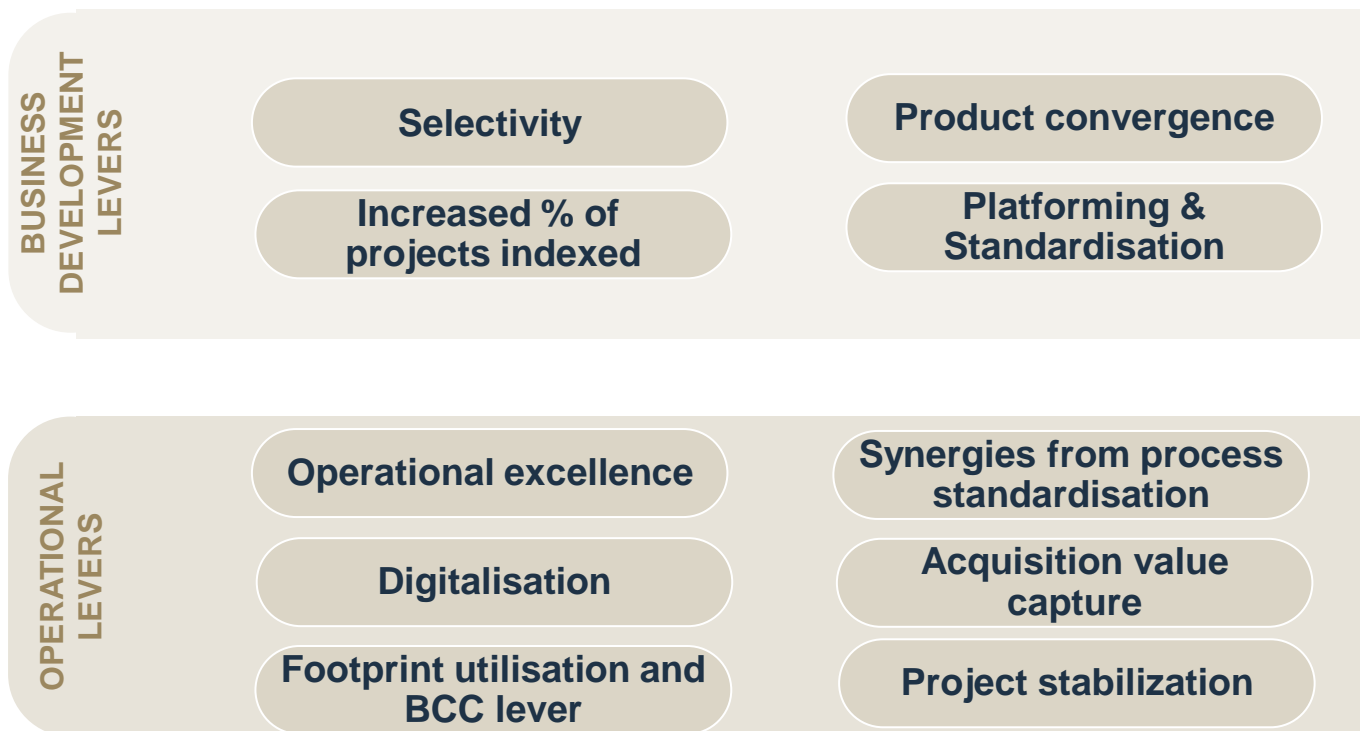 BUSINESS
DEVELOPMENT
LEVERS
Selectivity
Product convergence
Increased % of
projects indexed
Platforming &
Standardisation
OPERATIONAL
LEVERS
Operational excellence
Synergies from process
standardisation
Digitalisation
Acquisition value
capture
Footprint utilisation and
BCC lever
Project stabilization